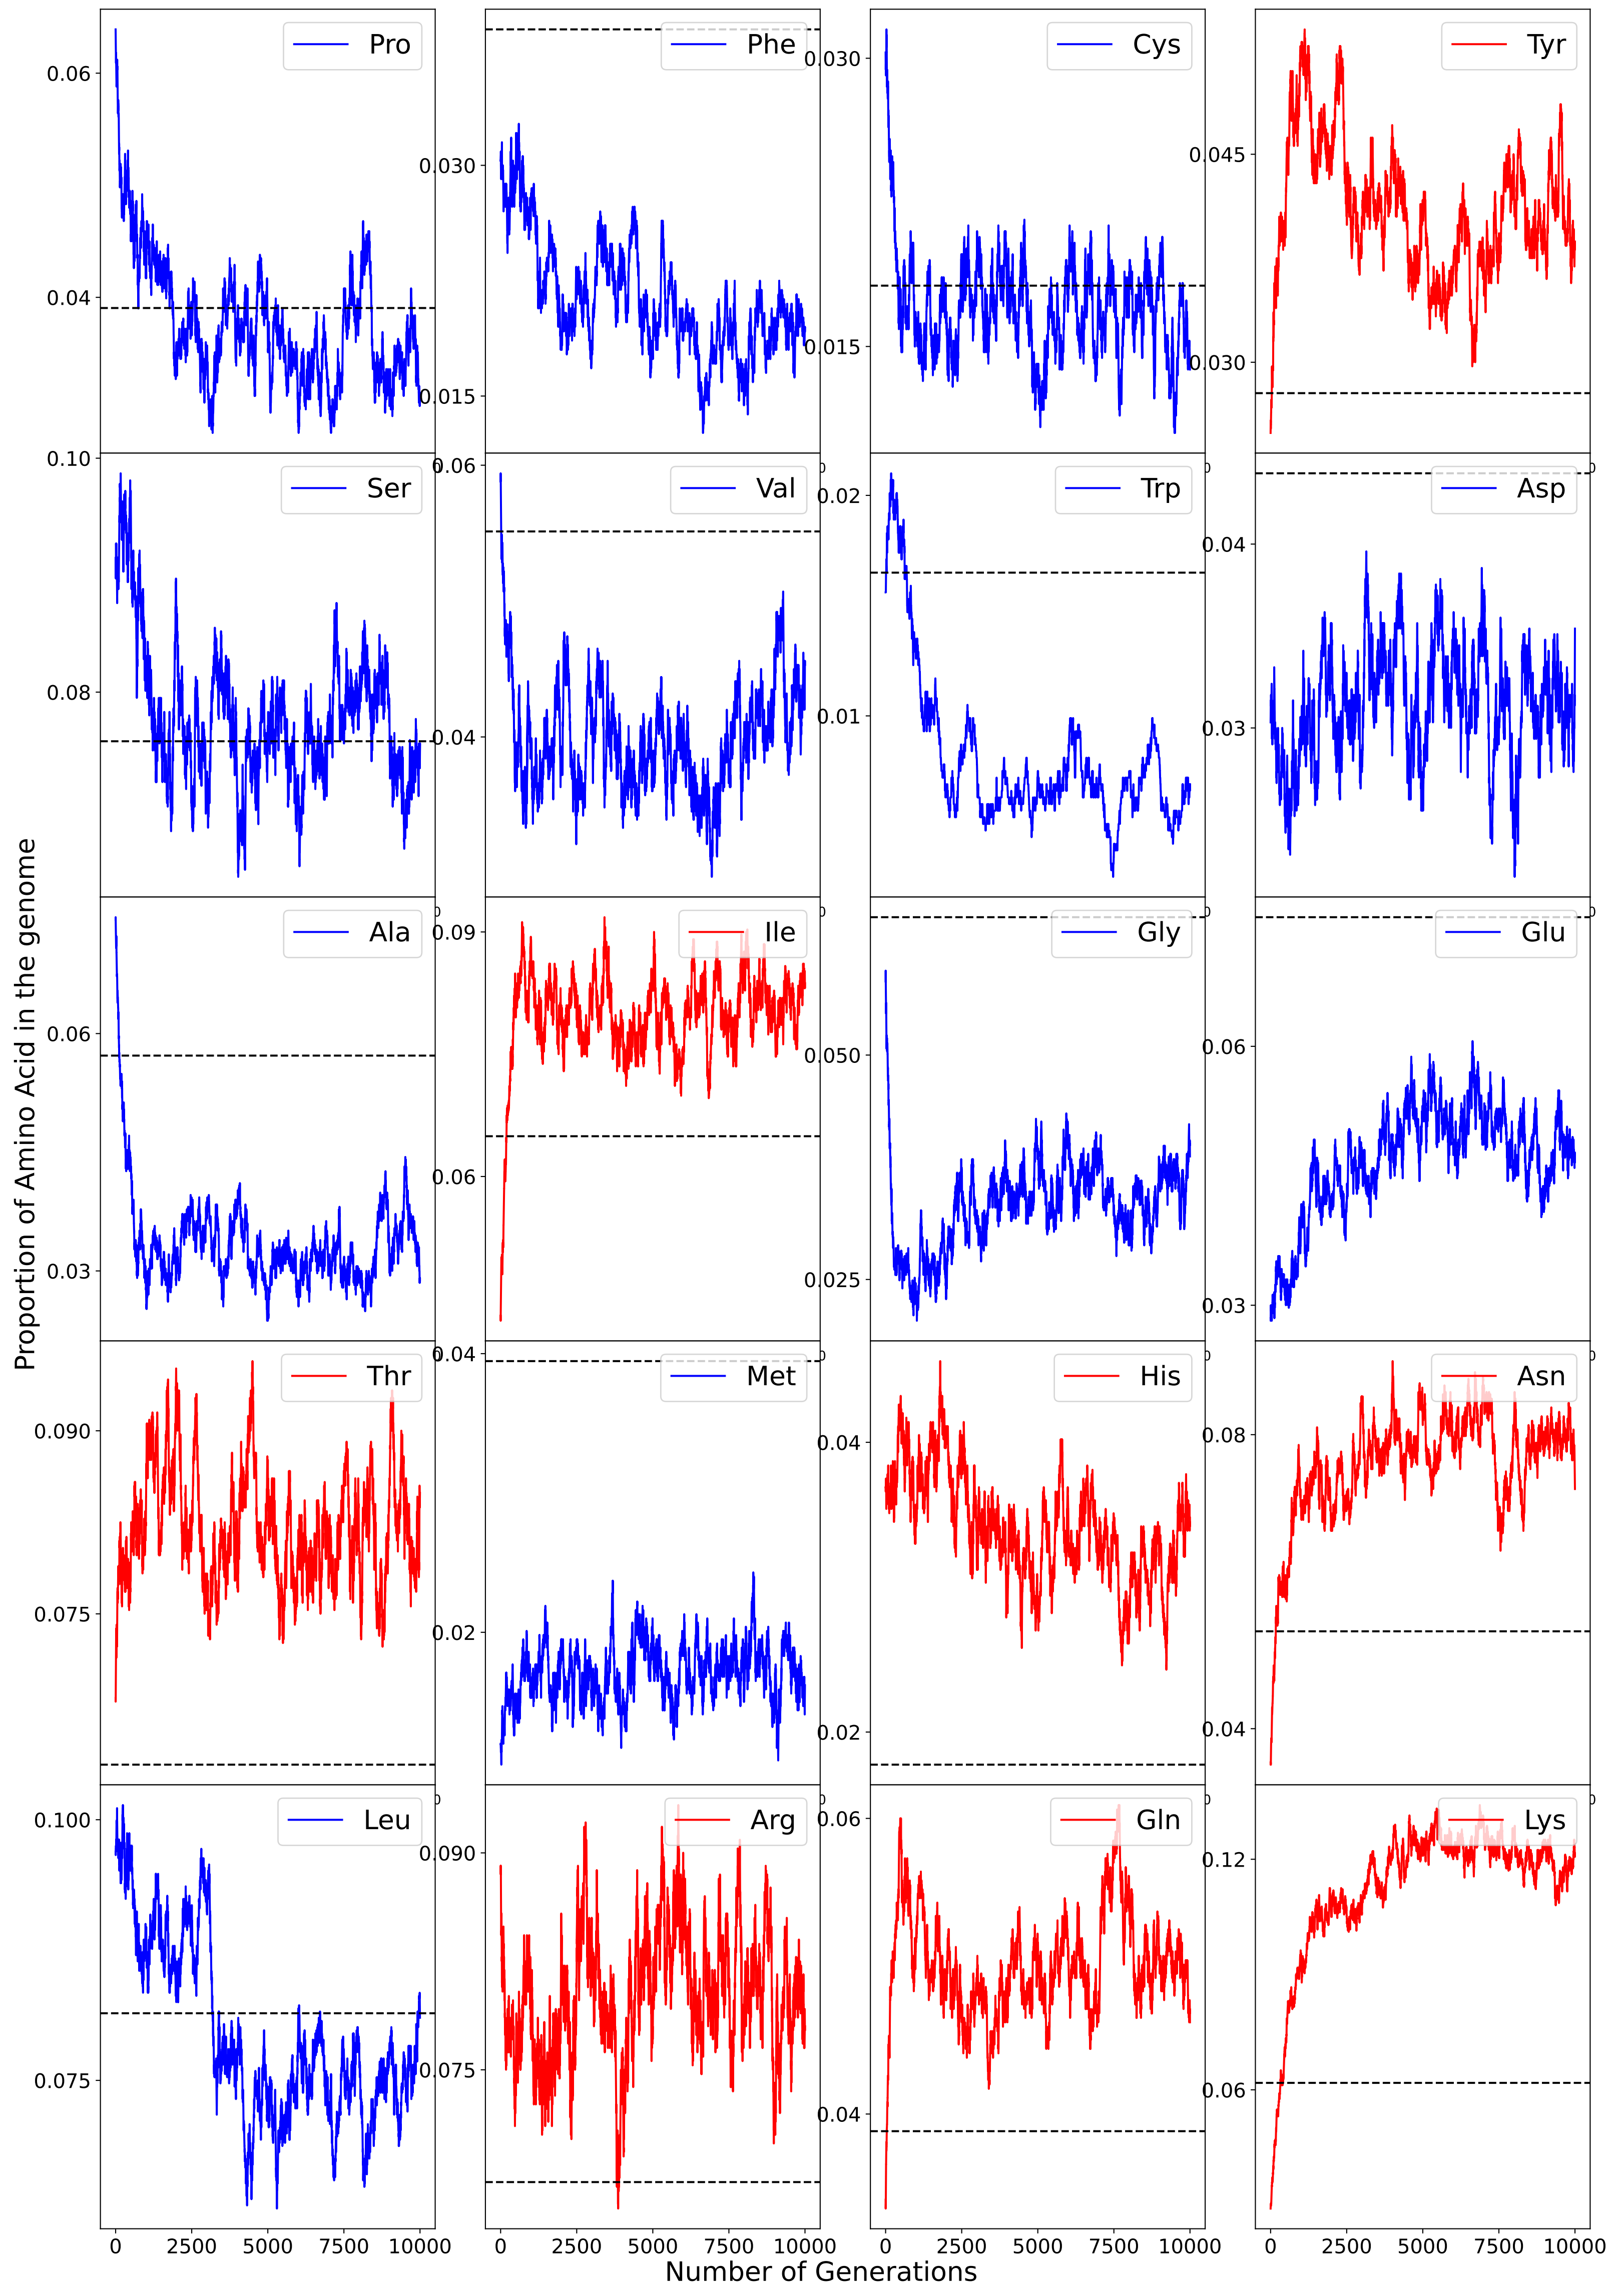 Pro
Phe
Cys
Tyr
0.06
0.04
0.030
0.015
0.030
0.015
0.045
0.030
Ser
Val
Trp
Asp
0.10
0.08
0.06
0.04
0.02
0.01
0.04
0.03
Ala
Ile
Gly
Glu
0.06
0.03
0.09
0.06
0.050
0.025
0.06
0.03
Thr
Met
His
Asn
0.090
0.075
0.04
0.02
0.04
0.02
0.08
0.04
Leu
Arg
Gln
Lys
0.100
0.075
0.090
0.075
0.06
0.04
0.12
0.06
0 2500 5000 7500 10000
0 2500 5000 7500 10000
0 2500 5000 7500 10000
0 2500 5000 7500 10000
Proportion of Amino Acid in the genome
Number of Generations